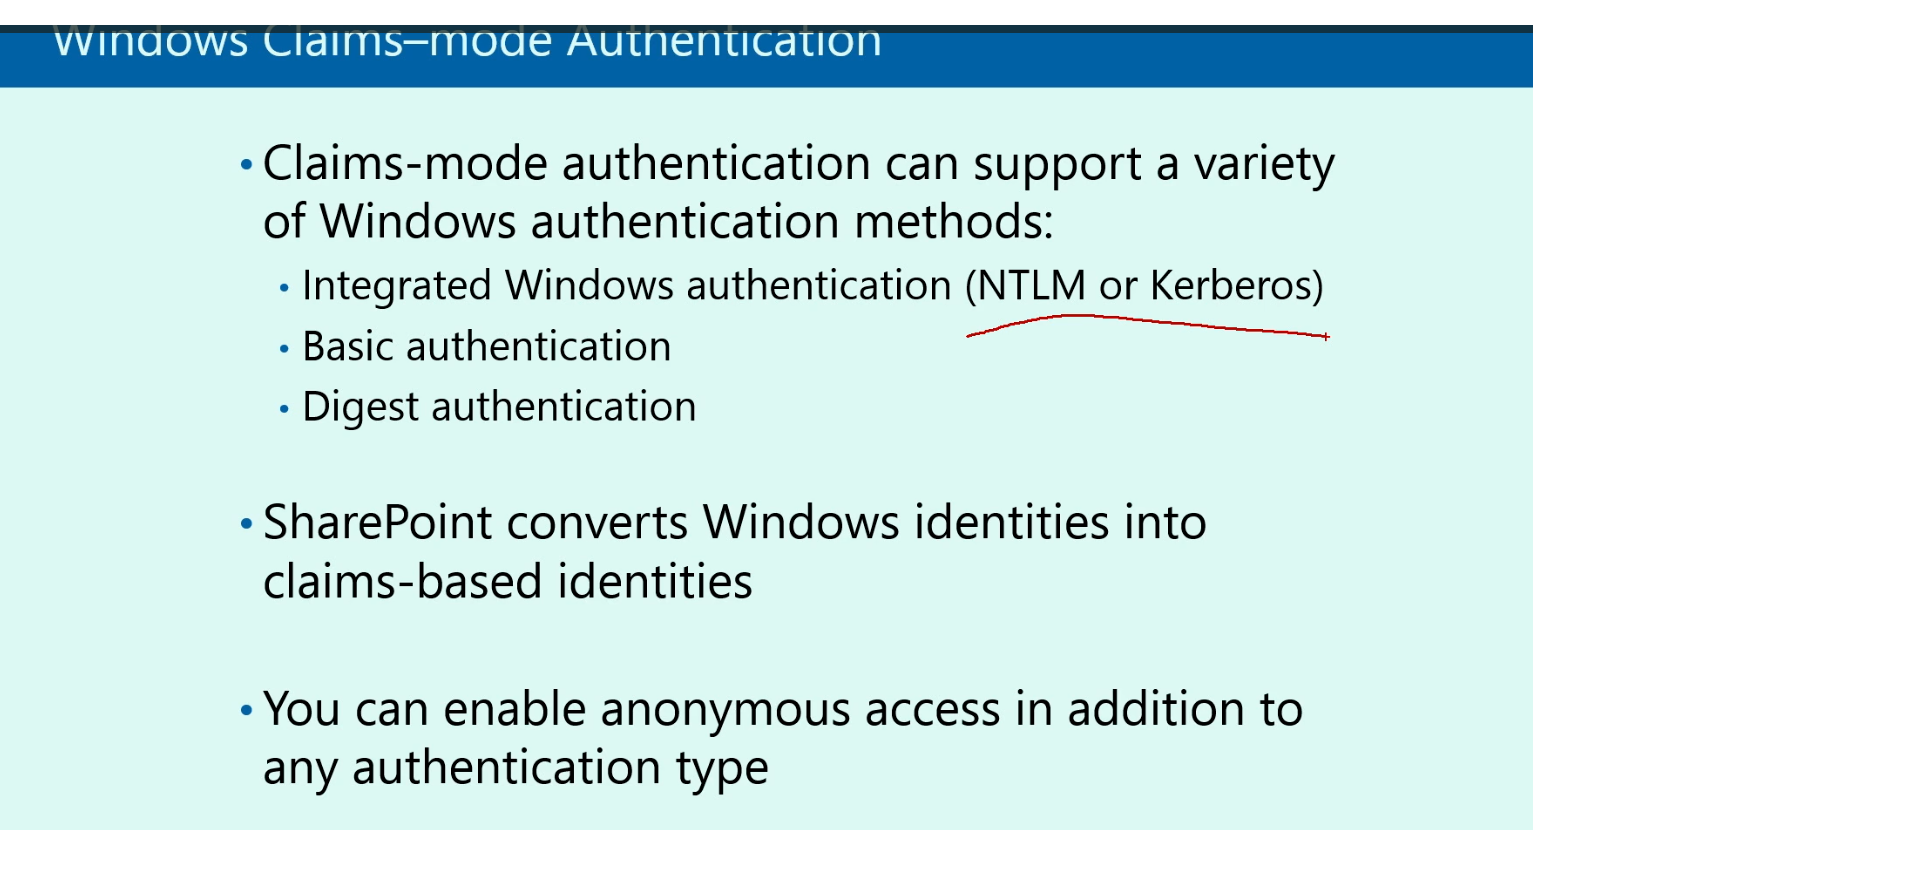 Windows Claims–mode Authentication
• Claims-mode authentication can support a variety
of Windows authentication methods:
• Integrated Windows authentication (NTLM or Kerberos)
• Basic authentication
• Digest authentication
• SharePoint converts Windows identities into
claims-based identities
• You can enable anonymous access in addition to
any authentication type